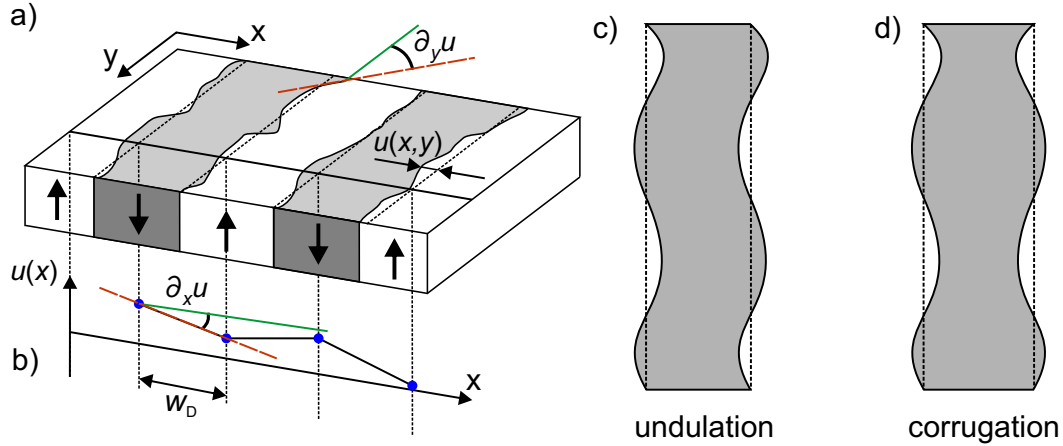 a)
x
y
∂yu
u(x,y)
u(x)
∂xu
b)
x
wD
c)
undulation
d)
corrugation